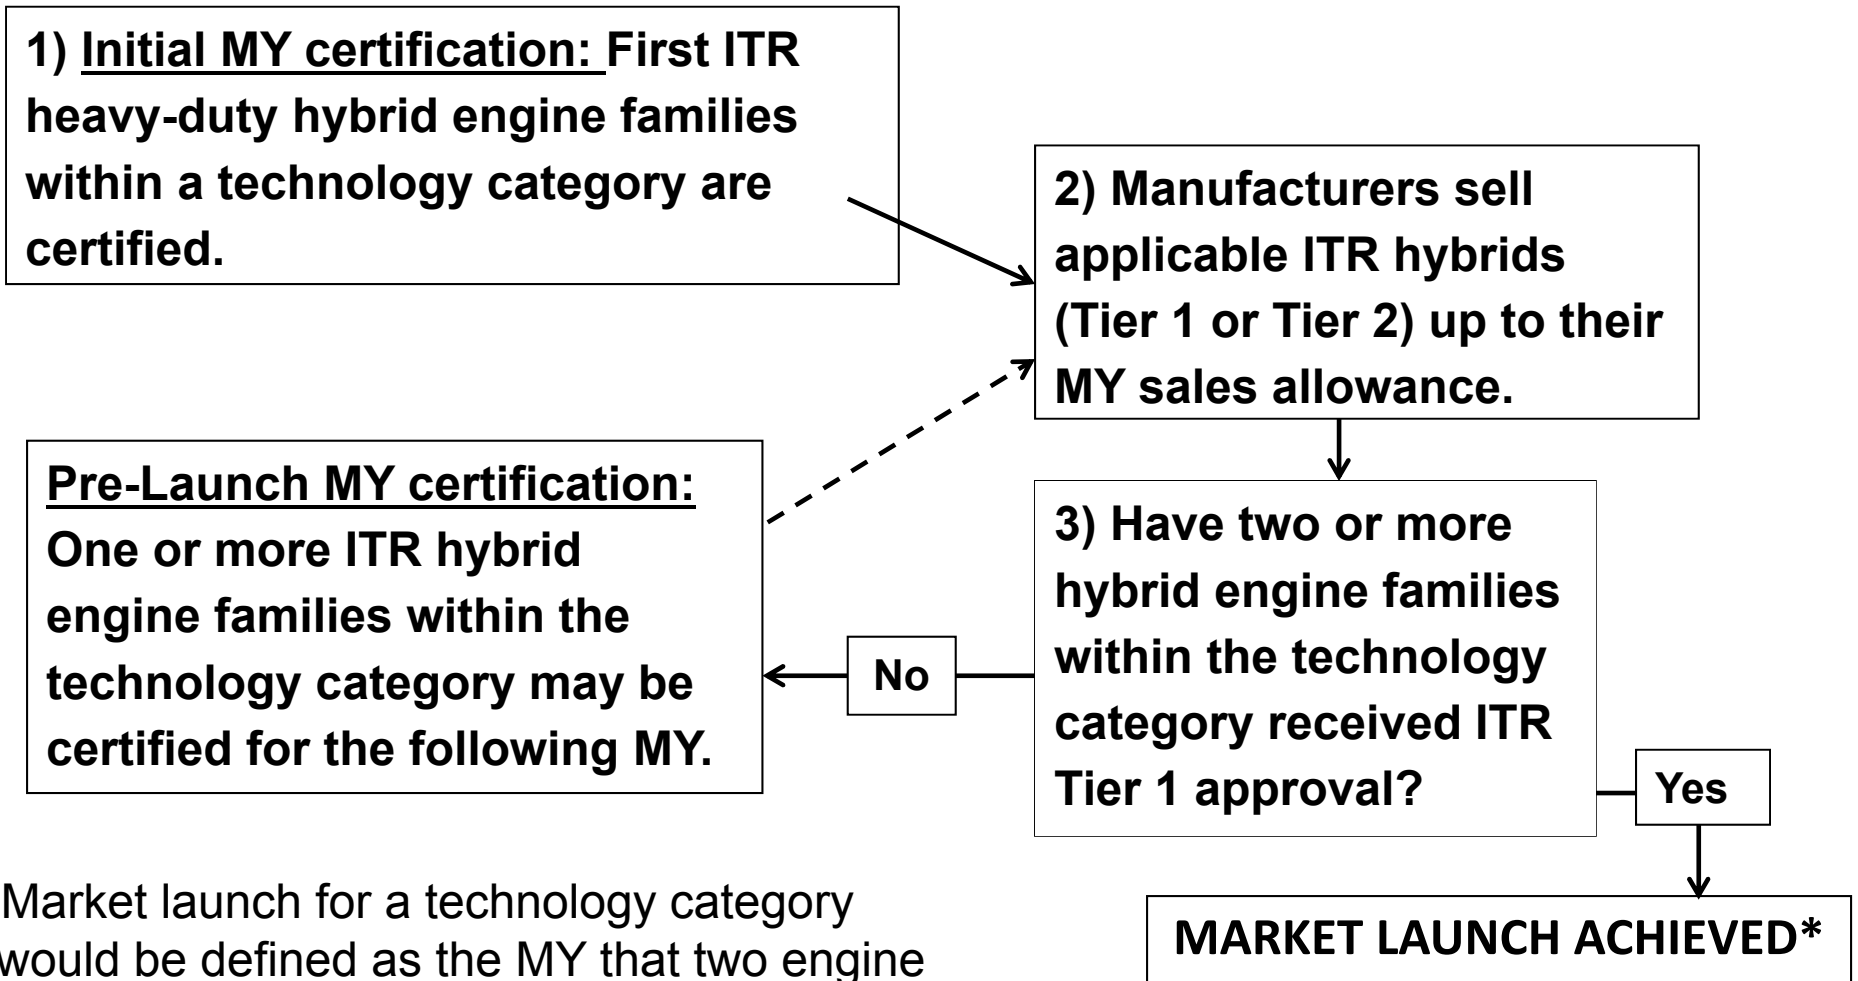 1) Initial MY certification: First ITR
heavy-duty hybrid engine families
within a technology category are
certified.
2) Manufacturers sell
applicable ITR hybrids
(Tier 1 or Tier 2) up to their
MY sales allowance.
Pre-Launch MY certification:
One or more ITR hybrid
engine families within the
technology category may be
certified for the following MY.
3) Have two or more
hybrid engine families
within the technology
category received ITR
Tier 1 approval?
No
Yes
MARKET LAUNCH ACHIEVED*
Market launch for a technology category
would be defined as the MY that two engine